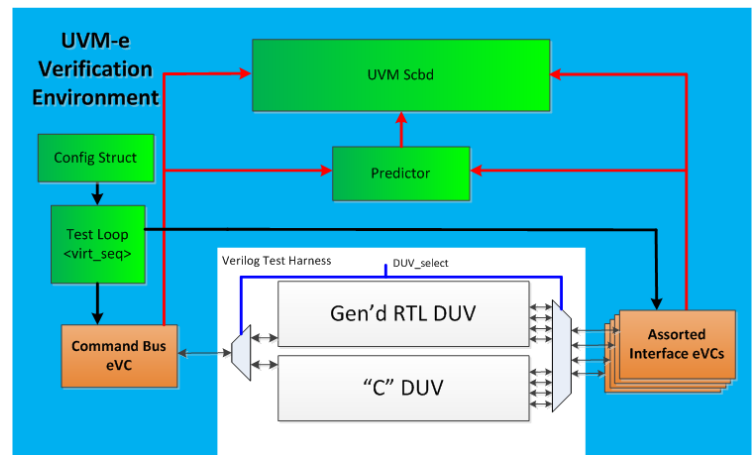 UVM-e
Verification
Environment
UVM Scbd
Config Struct
Predictor
Test Loop
<virt_seq>
Verilog Test Harness
DUV_select
Gen'd RTL DUV
Command Bus
eVC
Assorted
Interface eVCs
“C” DUV